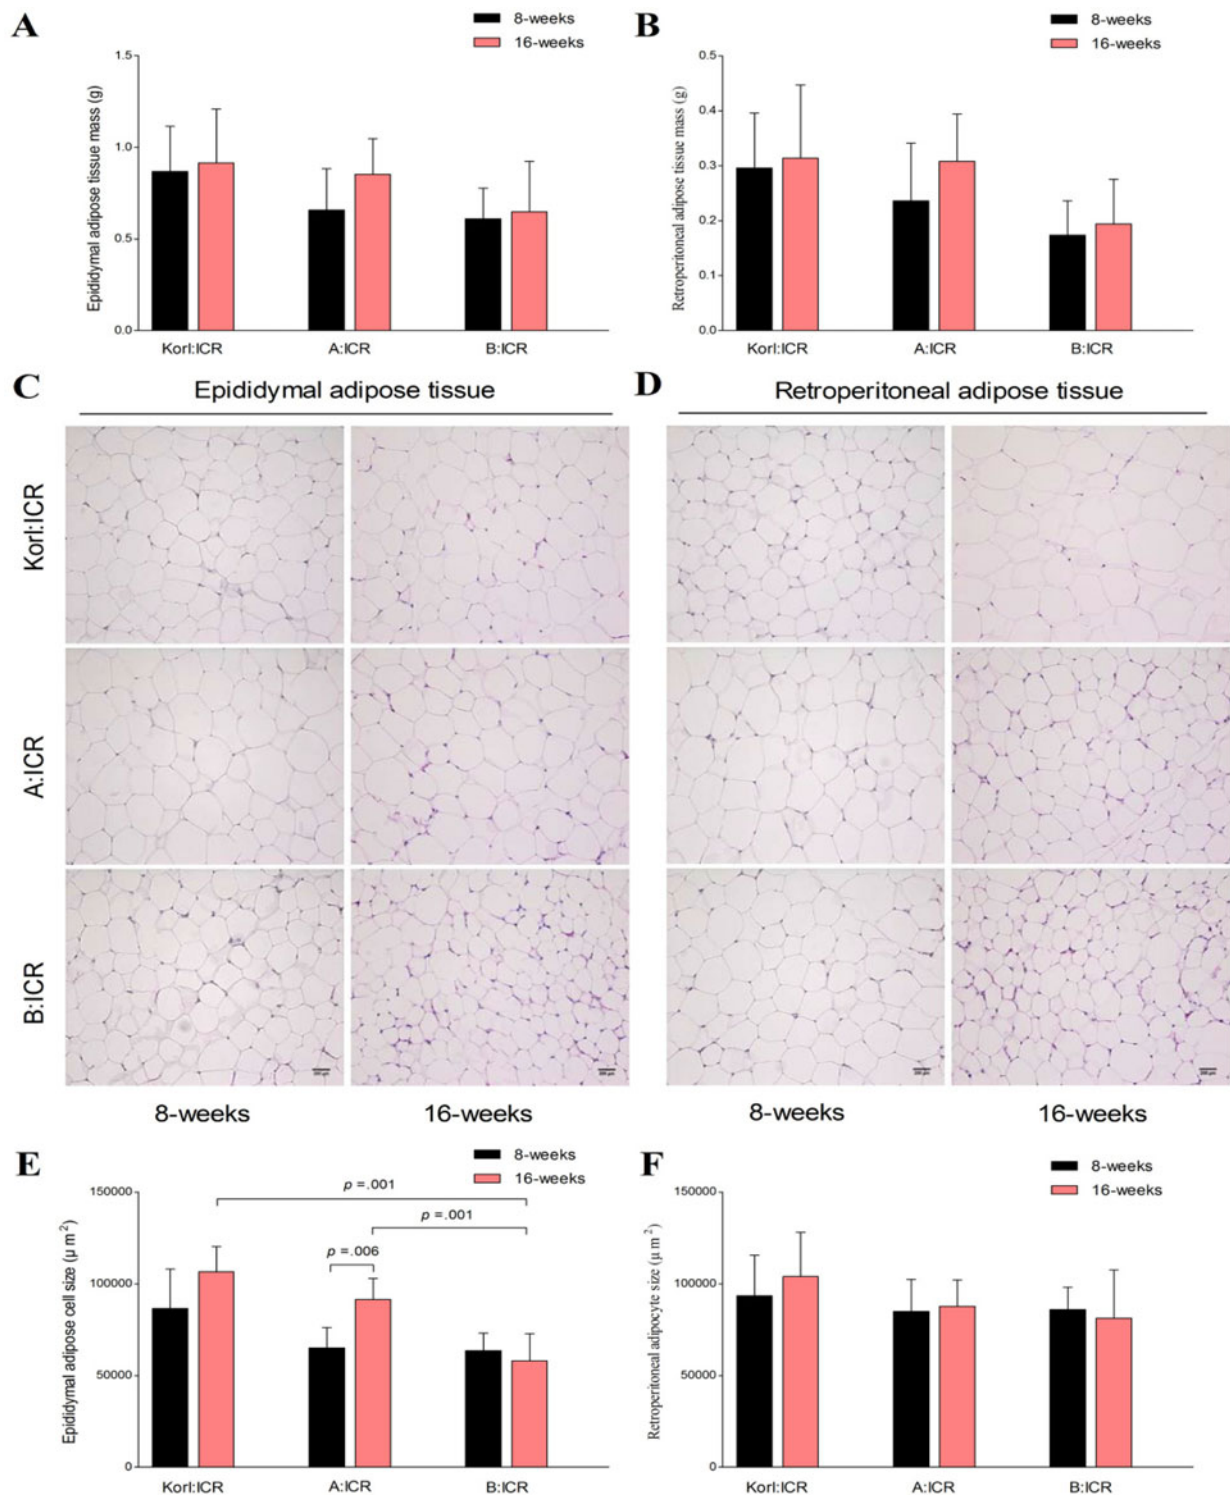 A
8-weeks
16-weeks
Epididymal adipose tissue mass (g)
1.5
1.0
0.5
0.0
Korl:ICR
A:ICR
B:ICR
B
8-weeks
16-weeks
Retroperitoneal adipose tissue mass (g)
0.5
0.4
0.3
0.2
0.1
0.0
Korl:ICR
A:ICR
B:ICR
C
Epididymal adipose tissue
D
Retroperitoneal adipose tissue
Korl:ICR
A:ICR
B:ICR
8-weeks
16-weeks
8-weeks
16-weeks
E
8-weeks
16-weeks
Epididymal adipose cell size (μ m²)
150000
100000
50000
0
p =.001
p =.001
p =.006
Korl:ICR
A:ICR
B:ICR
F
8-weeks
16-weeks
Retroperitoneal adipocyte size (μ m²)
150000
100000
50000
0
Korl:ICR
A:ICR
B:ICR